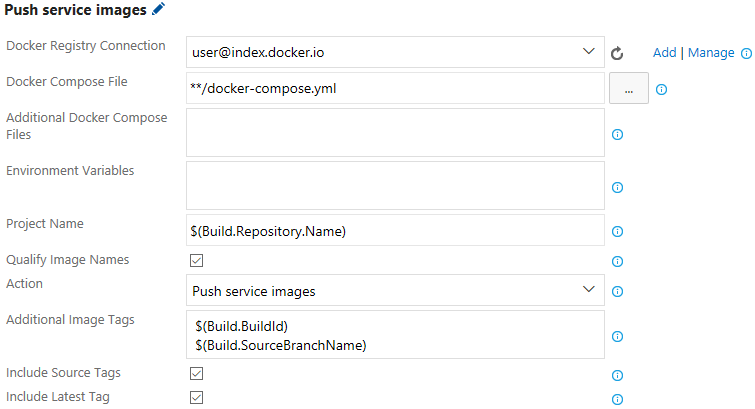 Push service images
Docker Registry Connection
user@index.docker.io
Add | Manage
Docker Compose File
**/docker-compose.yml
...
Additional Docker Compose
Files
Environment Variables
Project Name
$(Build.Repository.Name)
Qualify Image Names
Action
Push service images
Additional Image Tags
$(Build.BuildId)
$(Build.SourceBranchName)
Include Source Tags
Include Latest Tag